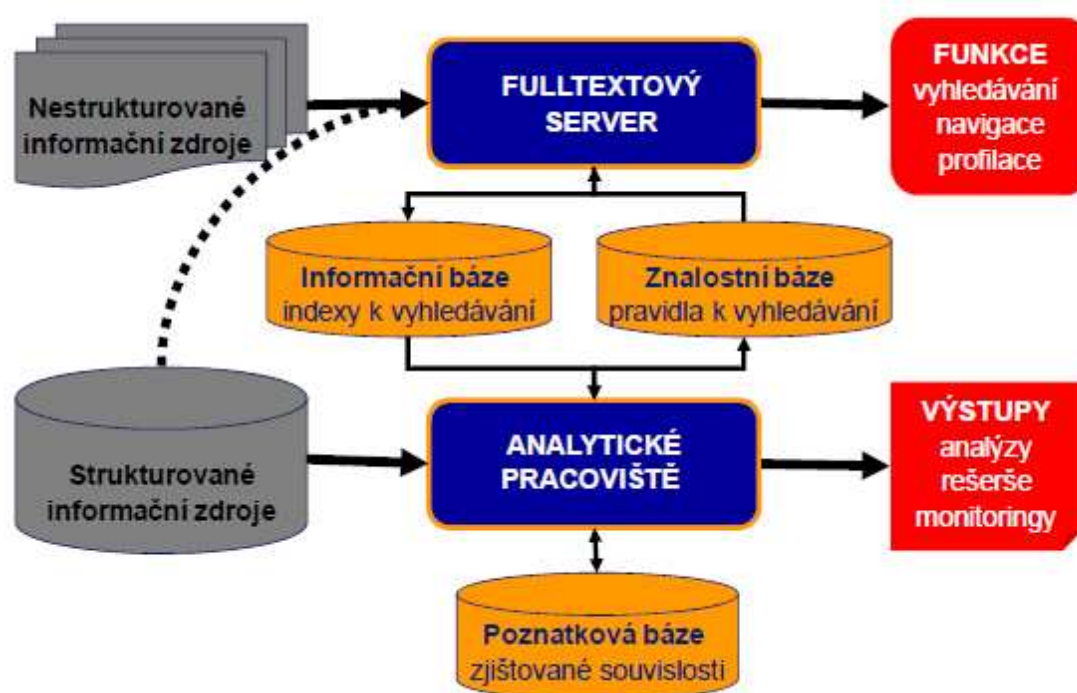 Nestrukturované
informační zdroje
FULLTEXTOVÝ
SERVER
FUNKCE
vyhledávání
navigace
profilace
Informační báze
indexy k vyhledávání
Znalostní báze
pravidla k vyhledávání
Strukturované
informační zdroje
ANALYTICKÉ
PRACOVIŠTĚ
VÝSTUPY
analýzy
rešerše
monitoringy
Poznatková báze
zjištované souvislosti